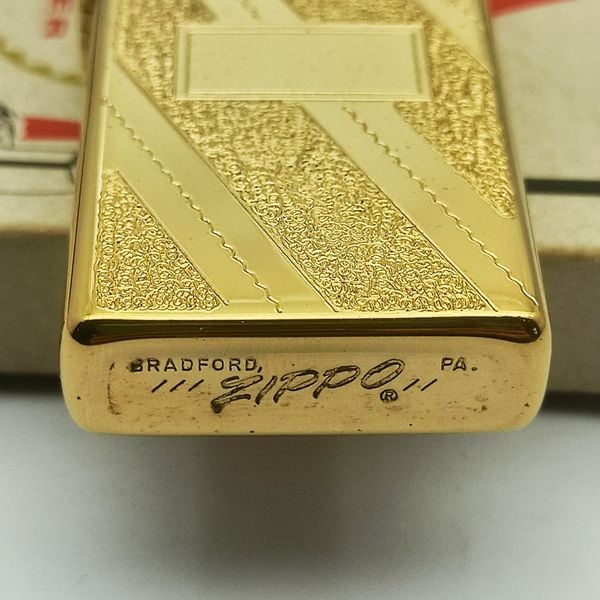 BRADFORD, PA.
/// ZIPPO® //